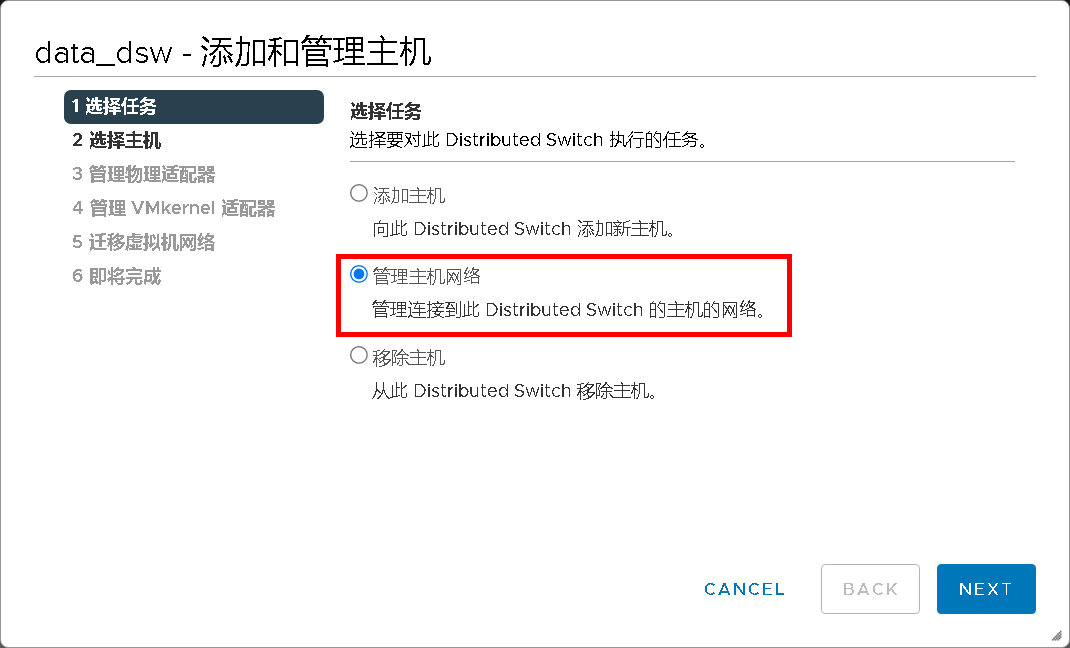 data_dsw - 添加和管理主机
1 选择任务
2 选择主机
3 管理物理适配器
4 管理 VMkernel 适配器
5 迁移虚拟机网络
6 即将完成
选择任务
选择要对此 Distributed Switch 执行的任务。
添加主机
向此 Distributed Switch 添加新主机。
管理主机网络
管理连接到此 Distributed Switch 的主机的网络。
移除主机
从此 Distributed Switch 移除主机。
CANCEL
BACK
NEXT